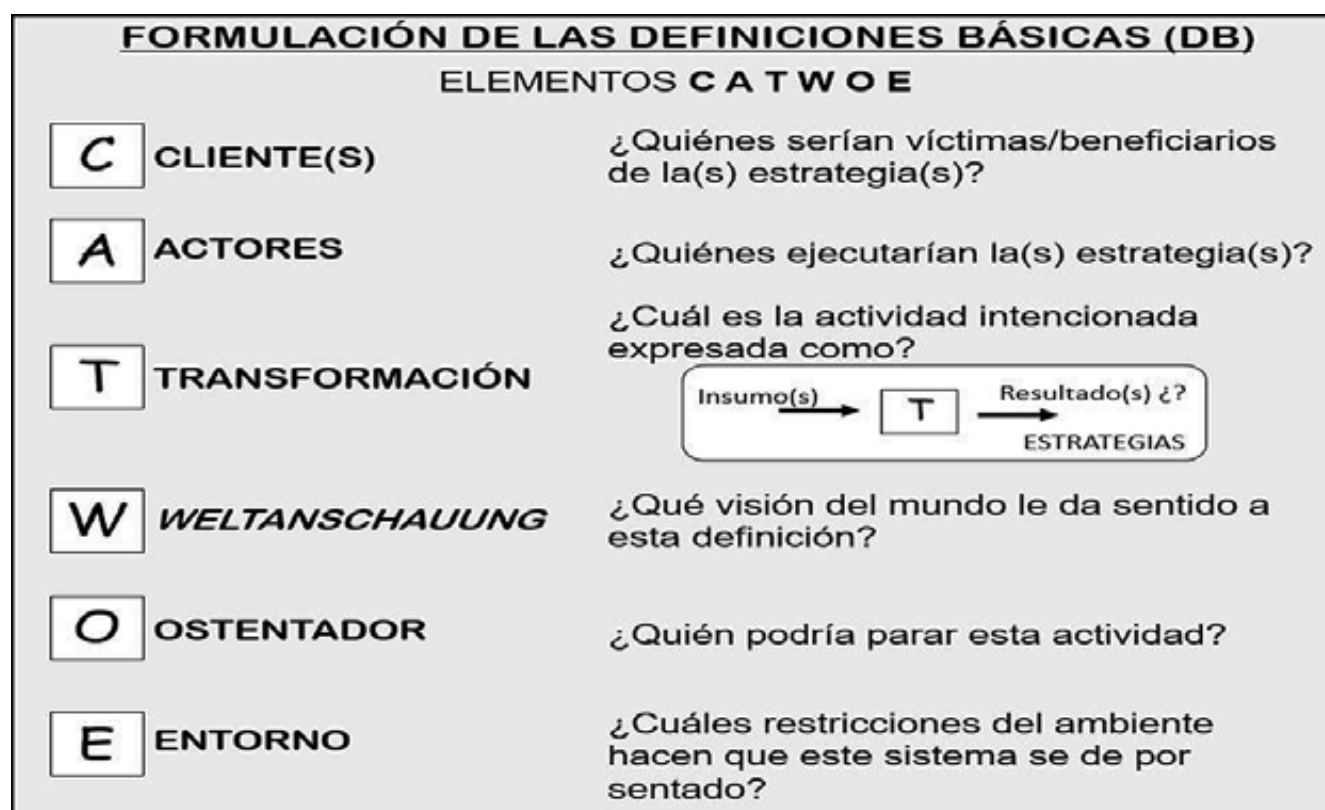 FORMULACIÓN DE LAS DEFINICIONES BÁSICAS (DB)
ELEMENTOS C A T W O E
C CLIENTE(S)
¿Quiénes serían víctimas/beneficiarios
de la(s) estrategia(s)?
A ACTORES
¿Quiénes ejecutarían la(s) estrategia(s)?
T TRANSFORMACIÓN
¿Cuál es la actividad intencionada
expresada como?
Insumo(s) T Resultado(s) ¿?
ESTRATEGIAS
W WELTANSCHAUUNG
¿Qué visión del mundo le da sentido a
esta definición?
O OSTENTADOR
¿Quién podría parar esta actividad?
E ENTORNO
¿Cuáles restricciones del ambiente
hacen que este sistema se de por
sentado?